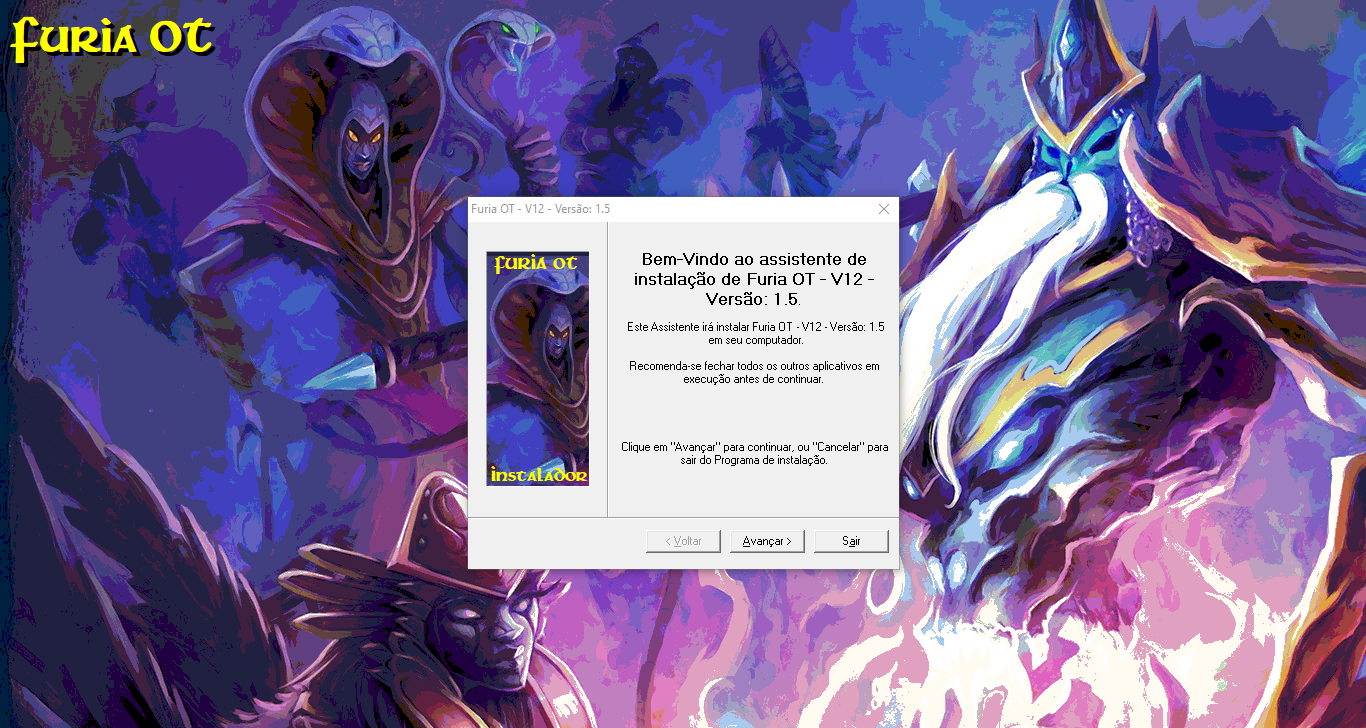 Furia OT
Furia OT - V12 - Versão: 1.5
Furia OT
Instalador
Bem-Vindo ao assistente de
instalação de Furia OT - V12 -
Versão: 1.5.
Este Assistente irá instalar Furia OT - V12 - Versão: 1.5
em seu computador.
Recomenda-se fechar todos os outros aplicativos em
execução antes de continuar.
Clique em "Avançar" para continuar, ou "Cancelar" para
sair do Programa de instalação.
< Voltar
Avançar >
Sair